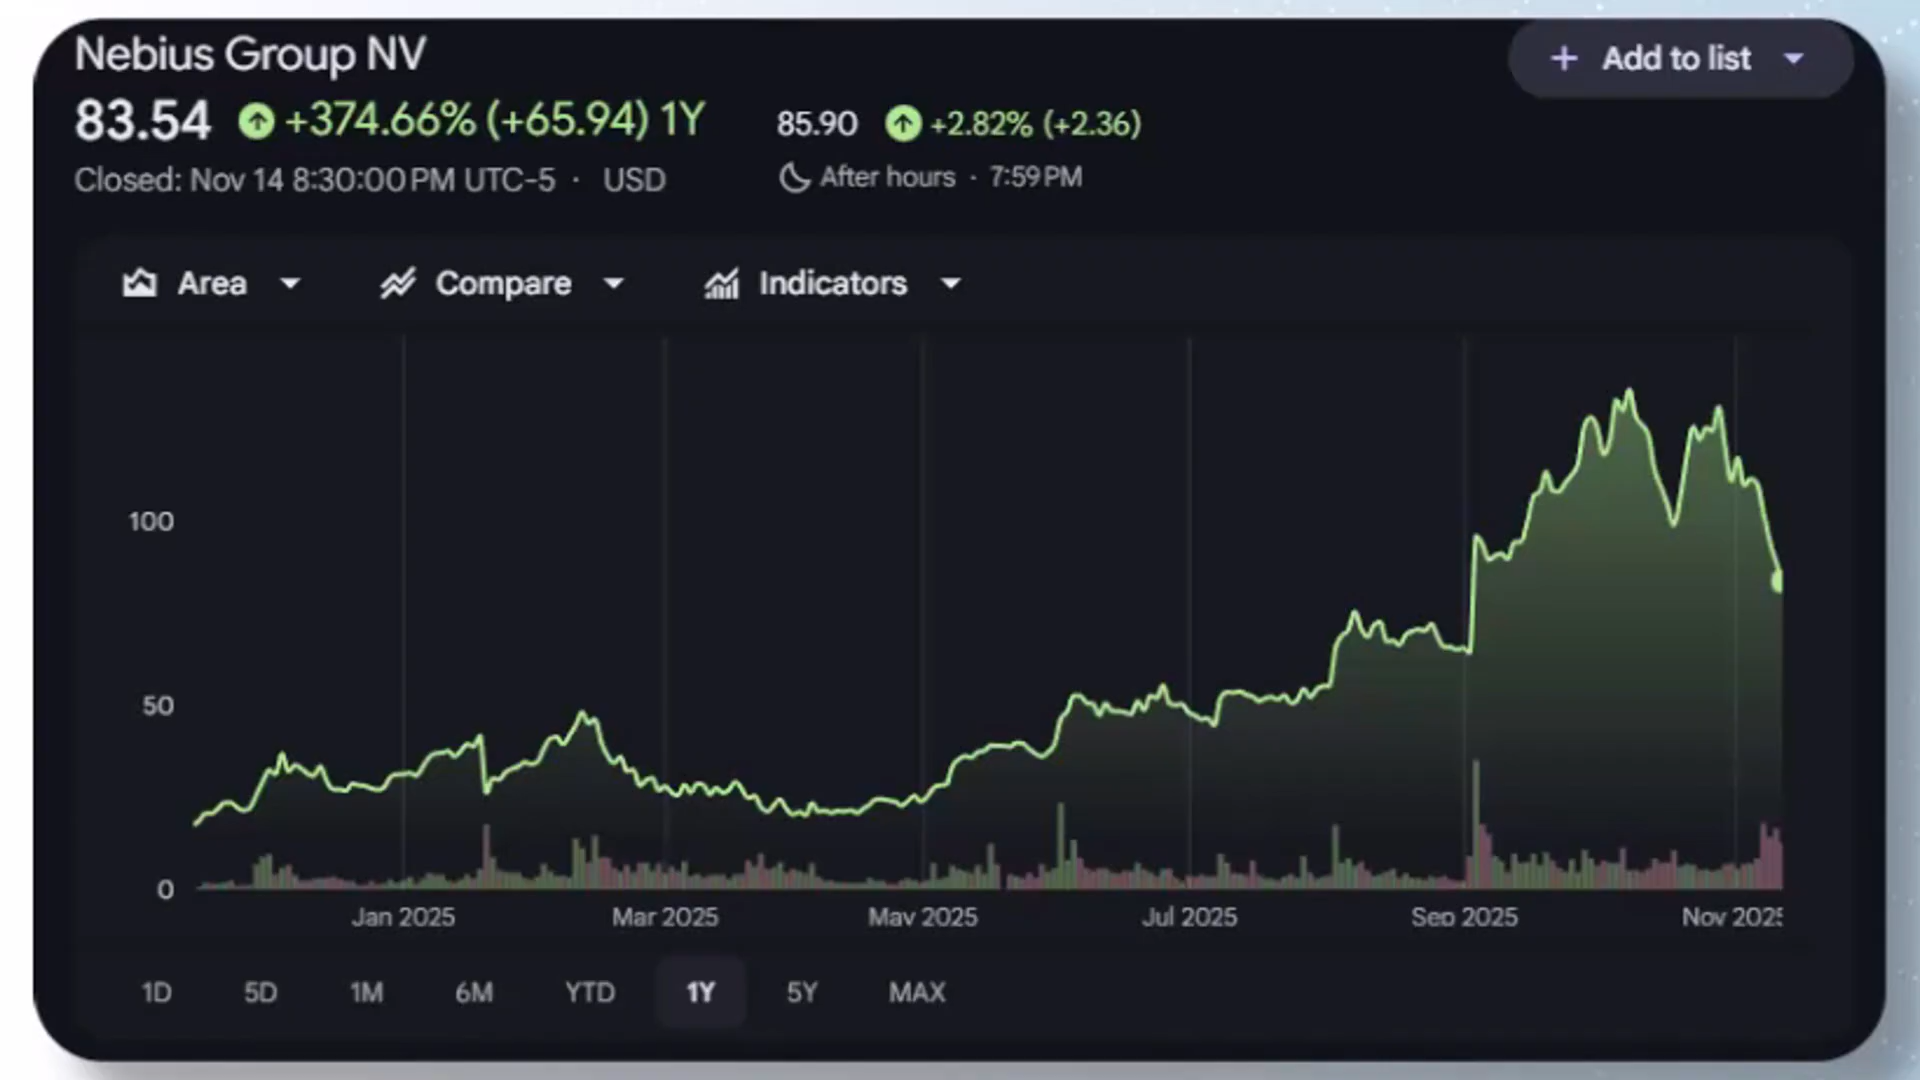 Nebius Group NV
+ Add to list
83.54 +374.66% (+65.94) 1Y
85.90 +2.82% (+2.36)
Closed: Nov 14 8:30:00 PM UTC-5 · USD
After hours · 7:59 PM
Area Compare Indicators
100
50
0
Jan 2025 Mar 2025 May 2025 Jul 2025 Sep 2025 Nov 2025
1D 5D 1M 6M YTD 1Y 5Y MAX